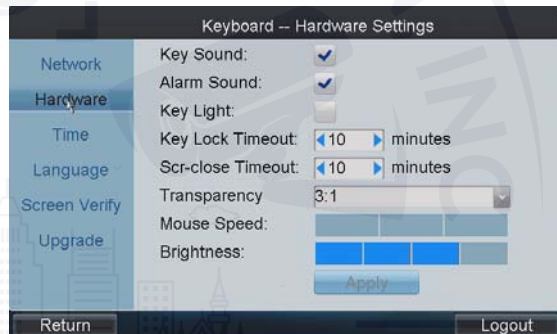 Keyboard -- Hardware Settings
Network
Hardware
Time
Language
Screen Verify
Upgrade
Key Sound:
Alarm Sound:
Key Light:
Key Lock Timeout: 10 minutes
Scr-close Timeout: 10 minutes
Transparency 3:1
Mouse Speed:
Brightness:
Apply
Return
Logout
INC